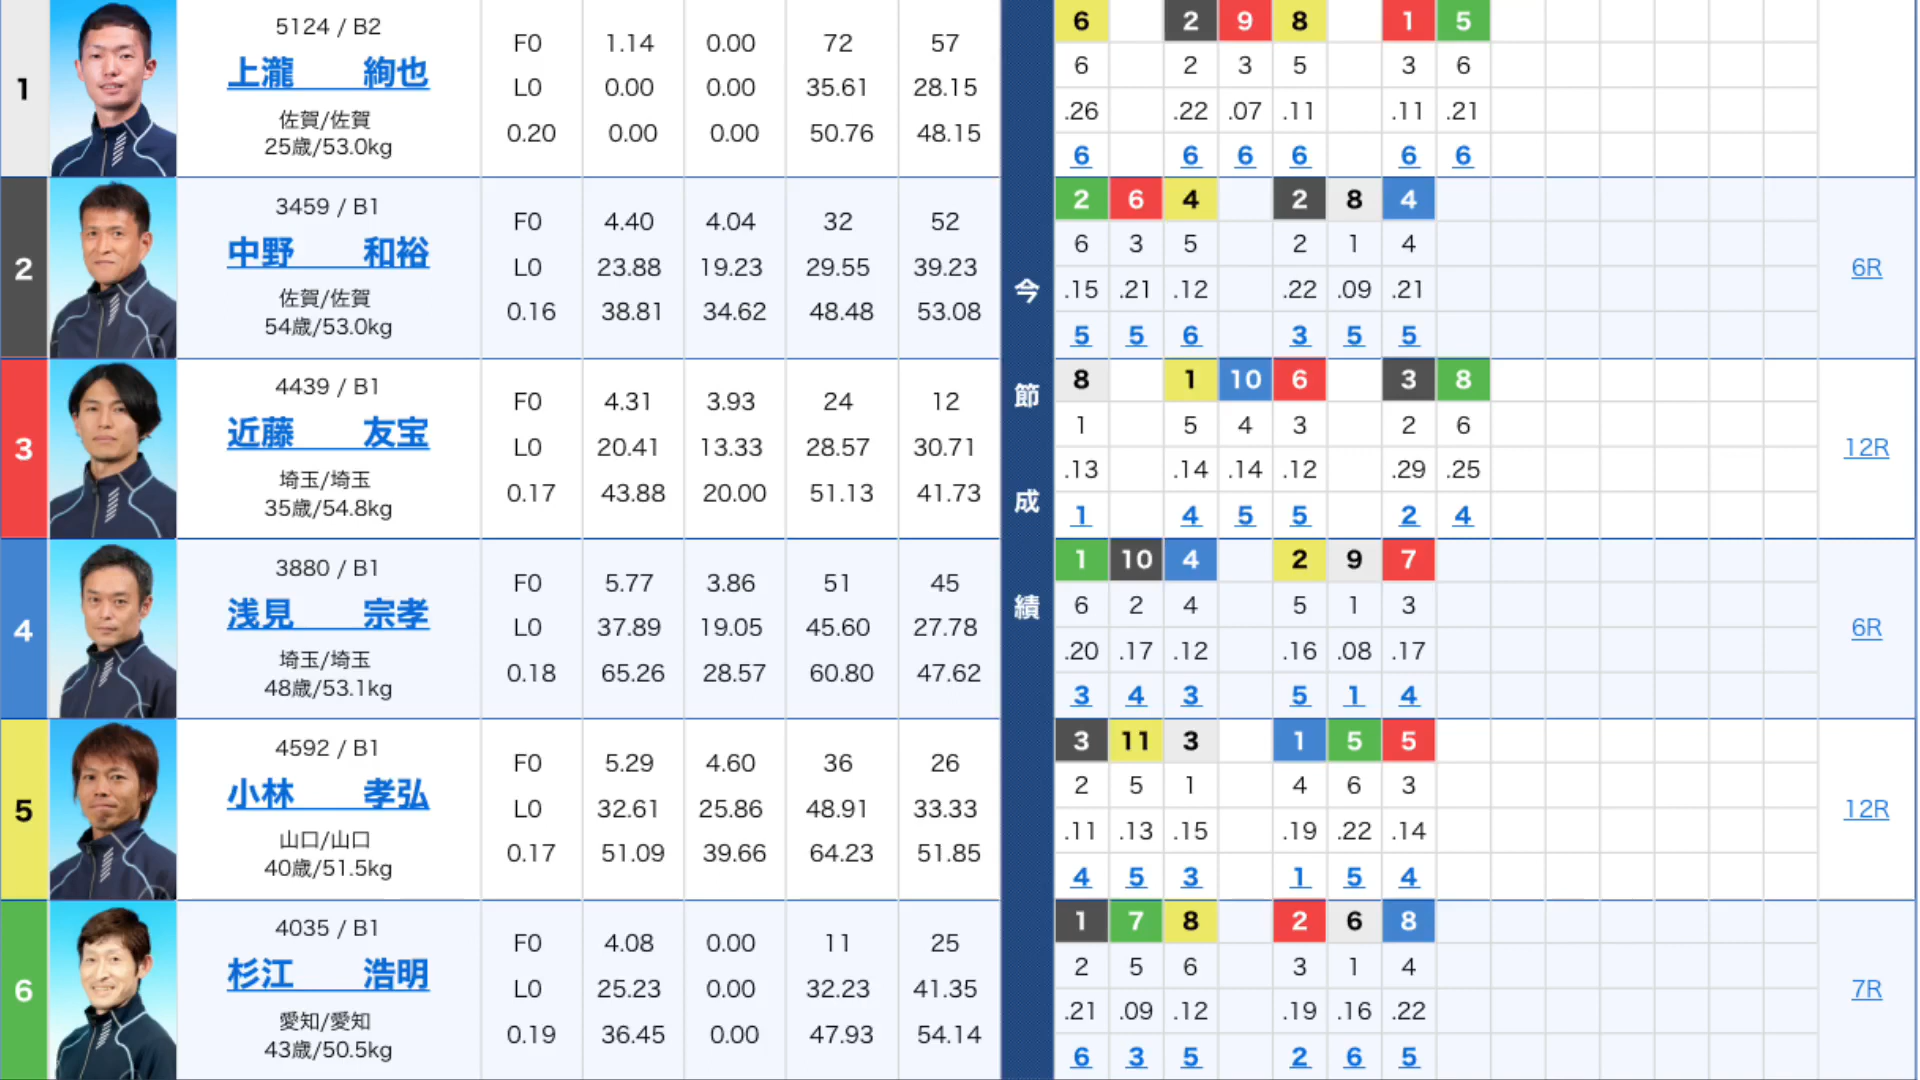 1
5124 / B2
上瀧 絢也
佐賀/佐賀
25歳/53.0kg
F0 1.14 0.00 72 57
L0 0.00 0.00 35.61 28.15
0.20 0.00 0.00 50.76 48.15
6 2 9 8 1 5
6 2 3 5 3 6
.26 .22 .07 .11 .11 .21
6 6 6 6 6 6
2
3459 / B1
中野 和裕
佐賀/佐賀
54歳/53.0kg
F0 4.40 4.04 32 52
L0 23.88 19.23 29.55 39.23
0.16 38.81 34.62 48.48 53.08
2 6 4 2 8 4
6 3 5 2 1 4
.15 .21 .12 .22 .09 .21
5 5 6 3 5 5
6R
3
4439 / B1
近藤 友宝
埼玉/埼玉
35歳/54.8kg
F0 4.31 3.93 24 12
L0 20.41 13.33 28.57 30.71
0.17 43.88 20.00 51.13 41.73
8 1 10 6 3 8
1 5 4 3 2 6
.13 .14 .14 .12 .29 .25
1 4 5 5 2 4
12R
今節成績
4
3880 / B1
浅見 宗孝
埼玉/埼玉
48歳/53.1kg
F0 5.77 3.86 51 45
L0 37.89 19.05 45.60 27.78
0.18 65.26 28.57 60.80 47.62
1 10 4 2 9 7
6 2 4 5 1 3
.20 .17 .12 .16 .08 .17
3 4 3 5 1 4
6R
5
4592 / B1
小林 孝弘
山口/山口
40歳/51.5kg
F0 5.29 4.60 36 26
L0 32.61 25.86 48.91 33.33
0.17 51.09 39.66 64.23 51.85
3 11 3 1 5 5
2 5 1 4 6 3
.11 .13 .15 .19 .22 .14
4 5 3 1 5 4
12R
6
4035 / B1
杉江 浩明
愛知/愛知
43歳/50.5kg
F0 4.08 0.00 11 25
L0 25.23 0.00 32.23 41.35
0.19 36.45 0.00 47.93 54.14
1 7 8 2 6 8
2 5 6 3 1 4
.21 .09 .12 .19 .16 .22
6 3 5 2 6 5
7R